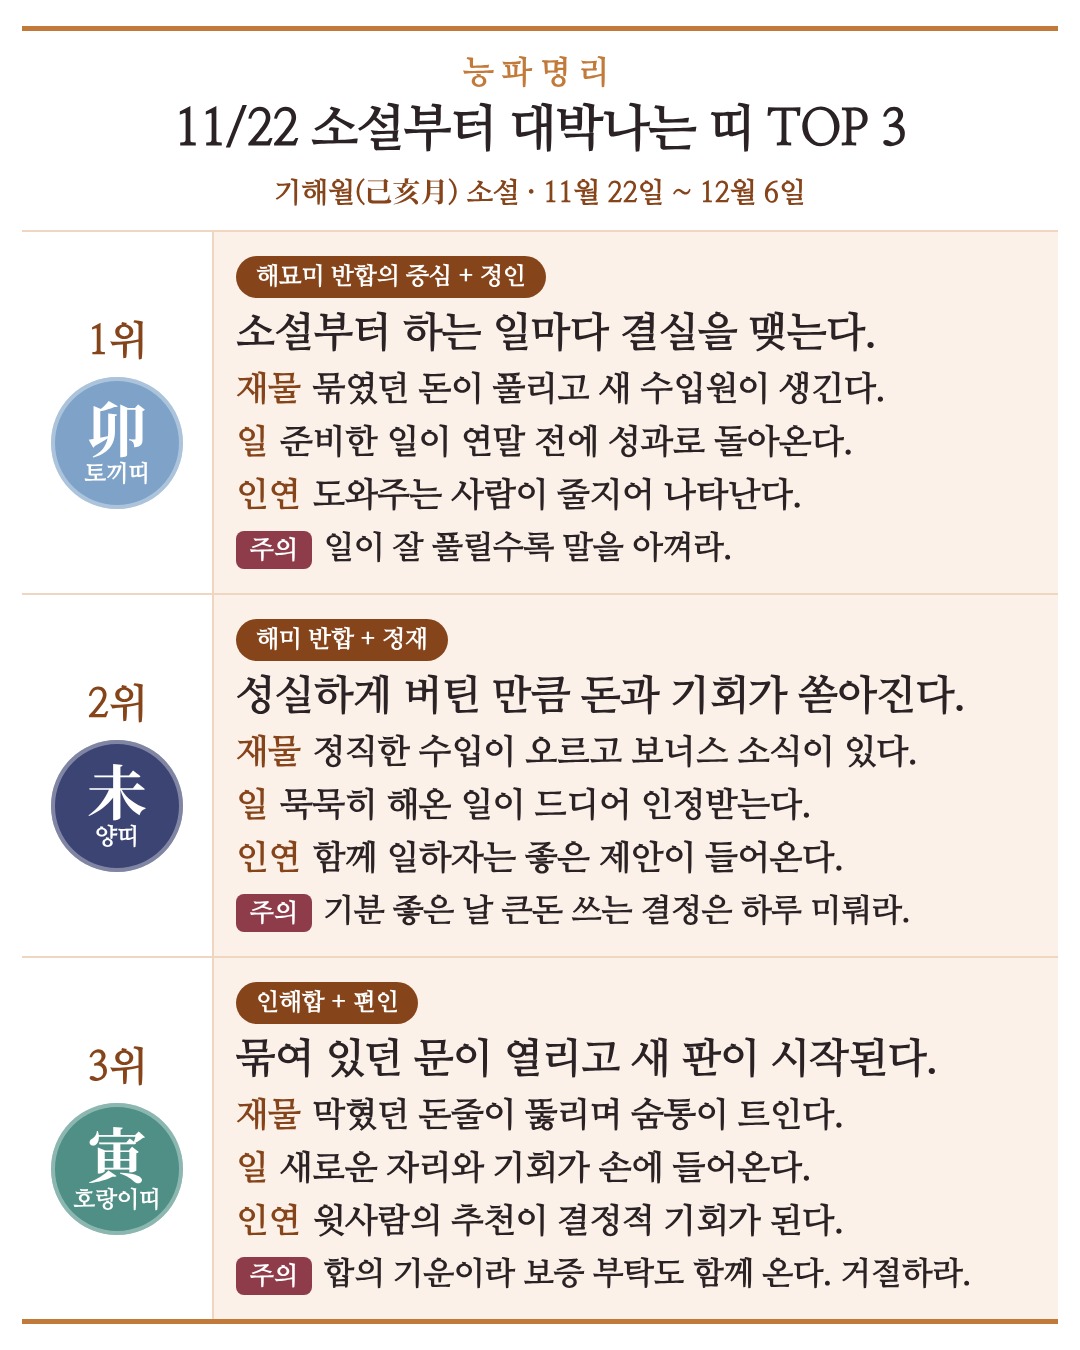 능파명리
11/22 소설부터 대박나는 띠 TOP 3
기해월(己亥月) 소설 · 11월 22일 ~ 12월 6일
1위
卯
토끼띠
해묘미 반합의 중심 + 정인
소설부터 하는 일마다 결실을 맺는다.
재물 묶였던 돈이 풀리고 새 수입원이 생긴다.
일 준비한 일이 연말 전에 성과로 돌아온다.
인연 도와주는 사람이 줄지어 나타난다.
주의 일이 잘 풀릴수록 말을 아껴라.
2위
未
양띠
해미 반합 + 정재
성실하게 버틴 만큼 돈과 기회가 쏟아진다.
재물 정직한 수입이 오르고 보너스 소식이 있다.
일 묵묵히 해온 일이 드디어 인정받는다.
인연 함께 일하자는 좋은 제안이 들어온다.
주의 기분 좋은 날 큰돈 쓰는 결정은 하루 미뤄라.
3위
寅
호랑이띠
인해합 + 편인
묶여 있던 문이 열리고 새 판이 시작된다.
재물 막혔던 돈줄이 뚫리며 숨통이 트인다.
일 새로운 자리와 기회가 손에 들어온다.
인연 윗사람의 추천이 결정적 기회가 된다.
주의 합의 기운이라 보증 부탁도 함께 온다. 거절하라.